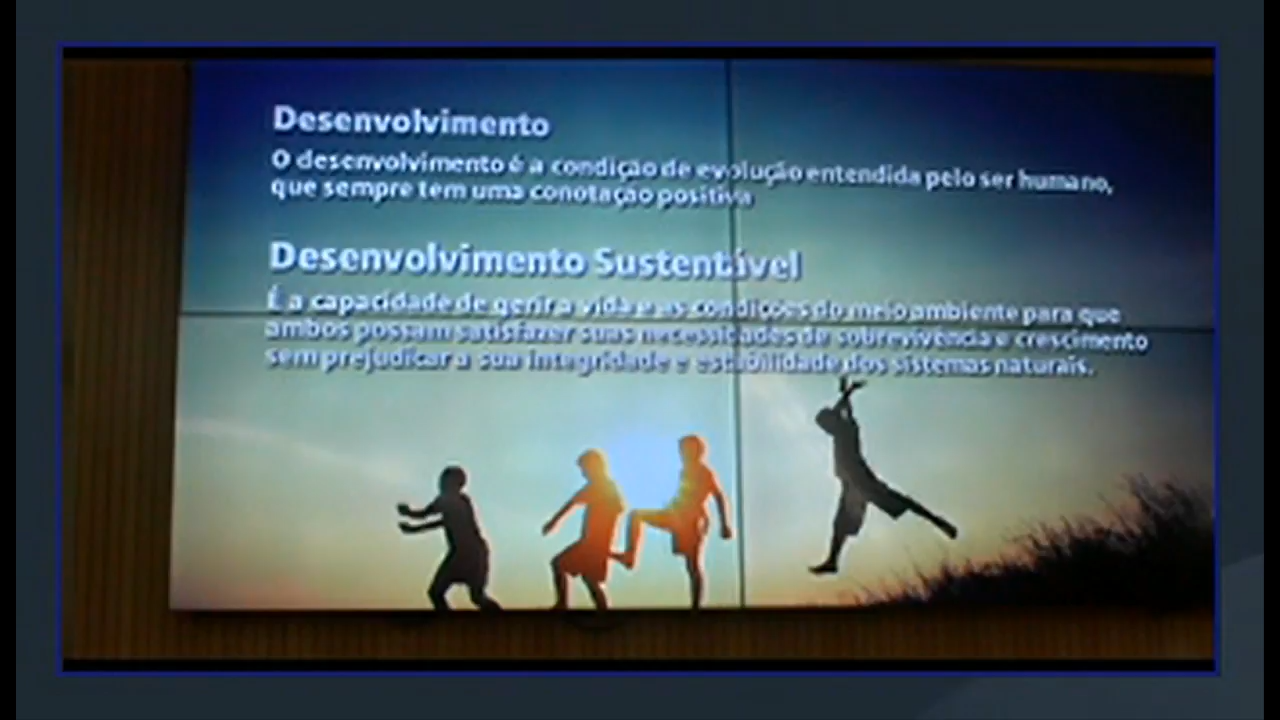 Desenvolvimento
O desenvolvimento é a condição de evolução entendida pelo ser humano,
que sempre tem uma conotação positiva
Desenvolvimento Sustentável
É a capacidade de gerir a vida e as condições do meio ambiente para que
ambos possam satisfazer suas necessidades de sobrevivência e crescimento
sem prejudicar a sua integridade e estabilidade dos sistemas naturais.